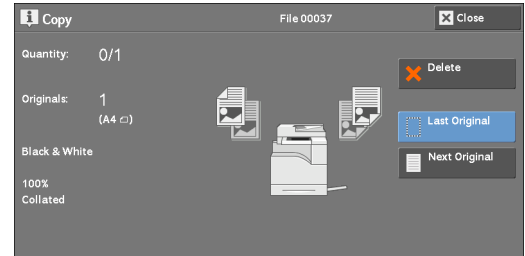 Copy
File 00037
Close
Quantity: 0/1
Delete
Originals: 1
(A4 )
Last Original
Black & White
Next Original
100%
Collated